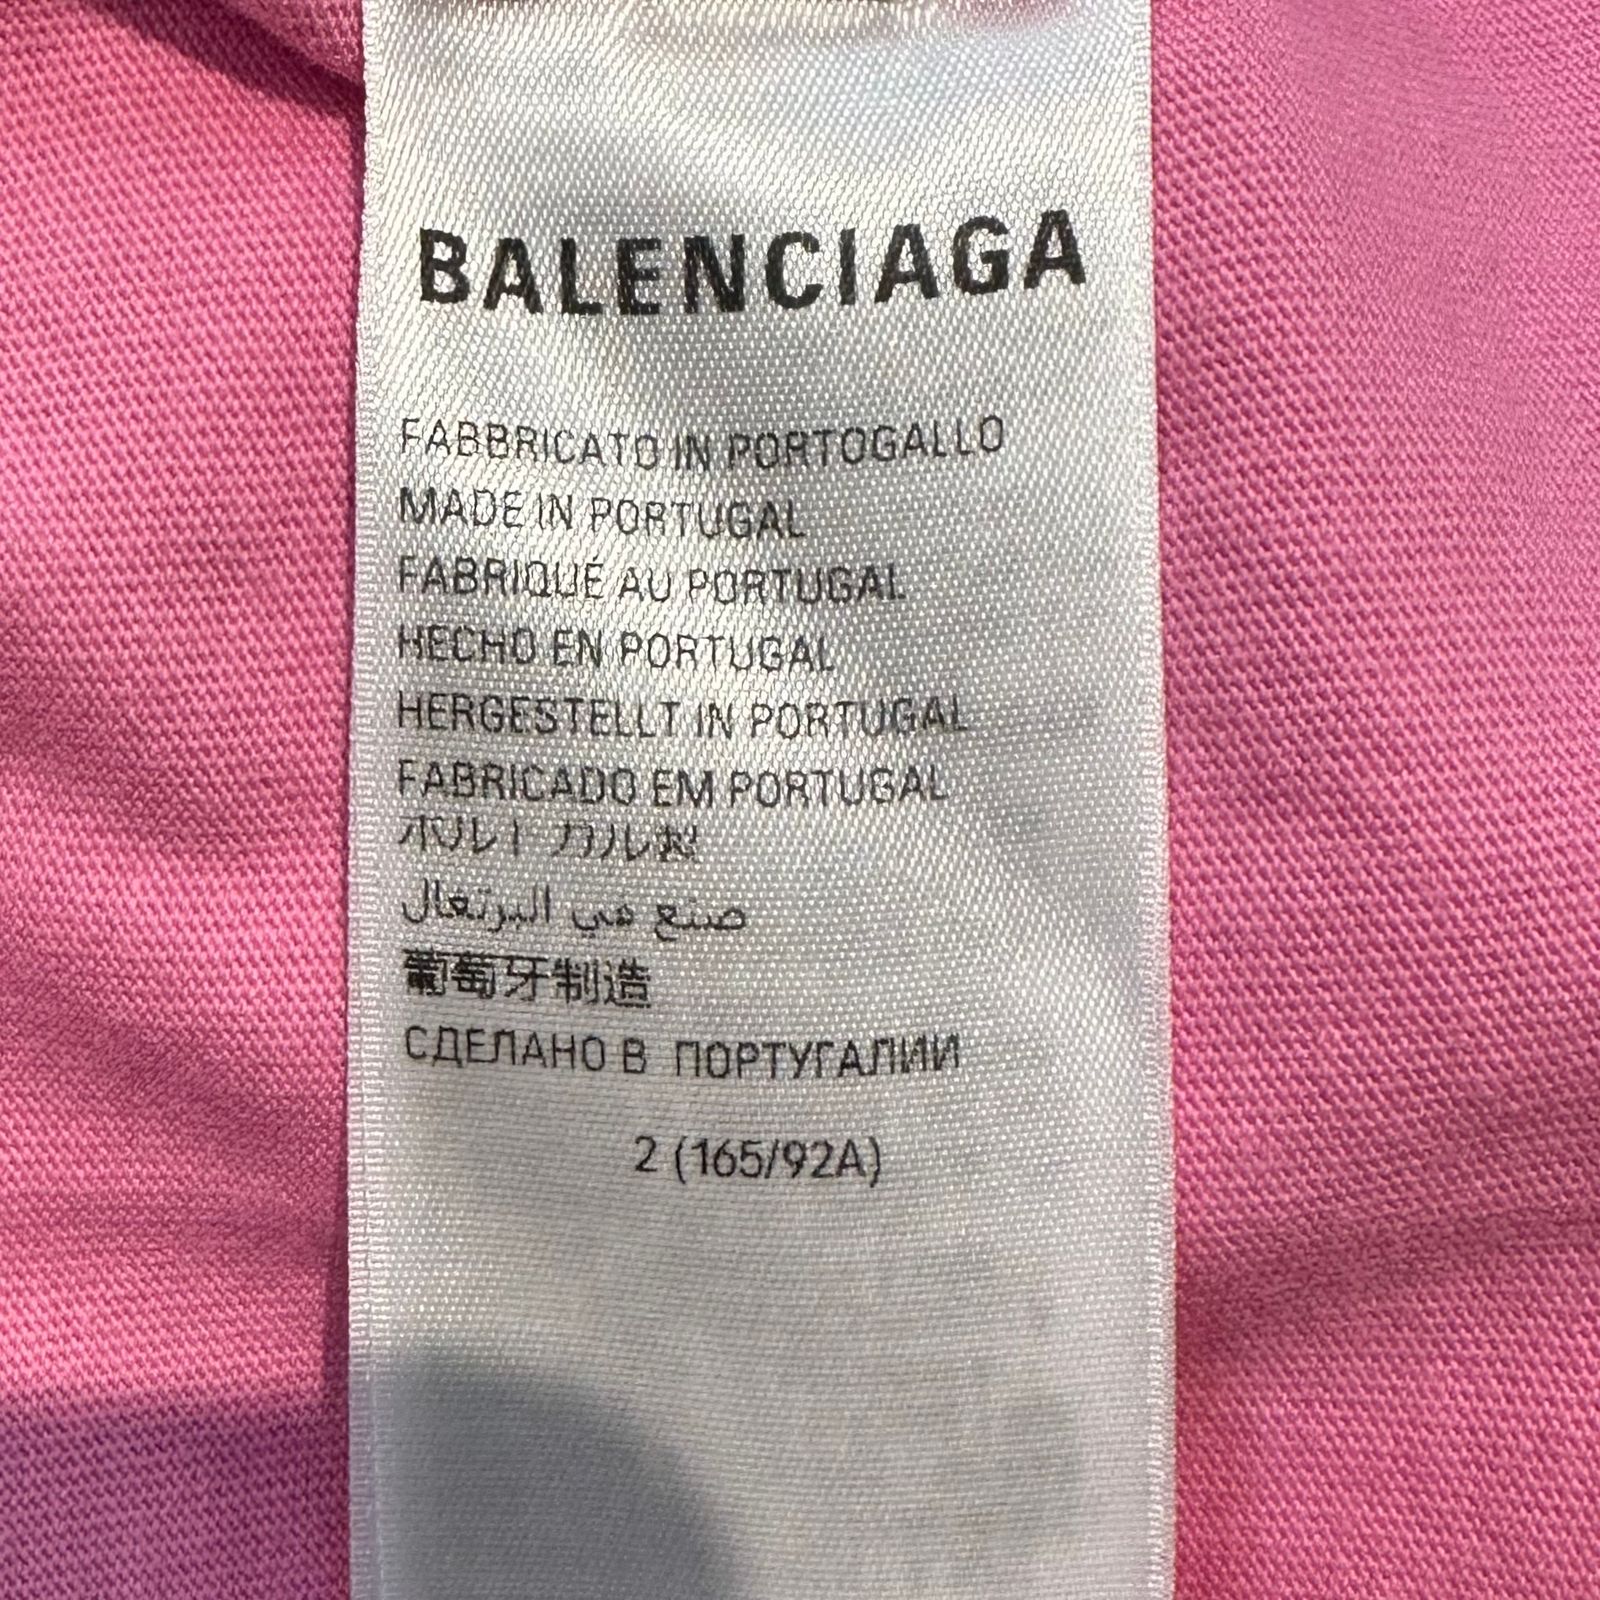 BALENCIAGA
FABBRICATO IN PORTOGALLO
MADE IN PORTUGAL
FABRIQUÉ AU PORTUGAL
HECHO EN PORTUGAL
HERGESTELLT IN PORTUGAL
FABRICADO EM PORTUGAL
ポルトガル製
صنع في البرتغال
葡萄牙制造
СДЕЛАНО В ПОРТУГАЛИИ
2 (165/92A)